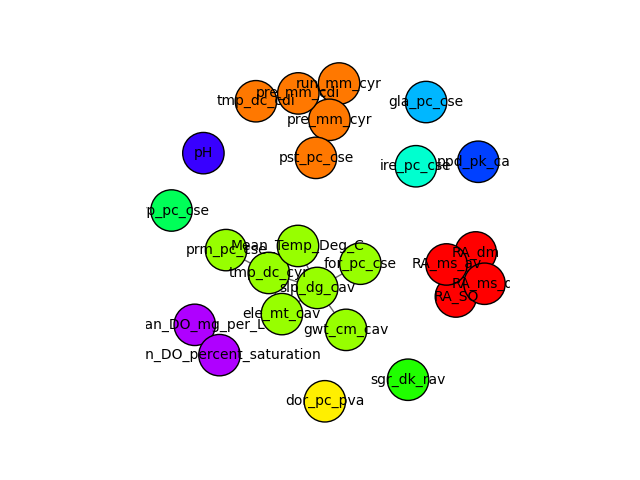 run_mm_cyr
pre_mm_cdi
tmp_dc_cdi
gla_pc_cse
pre_mm_cyr
pH
pst_pc_cse
ire_pc_cse
ppd_pk_ca
p_pc_cse
prm_pc_cse
Mean_Temp_Deg_C
tmp_dc_cyr
for_pc_cse
slp_dg_cav
RA_dm
RA_ms_av
RA_ms_c
RA_SO
ele_mt_cav
an_DO_mg_per_L
gwt_cm_cav
n_DO_percent_saturation
sgr_dk_rav
dor_pc_pva